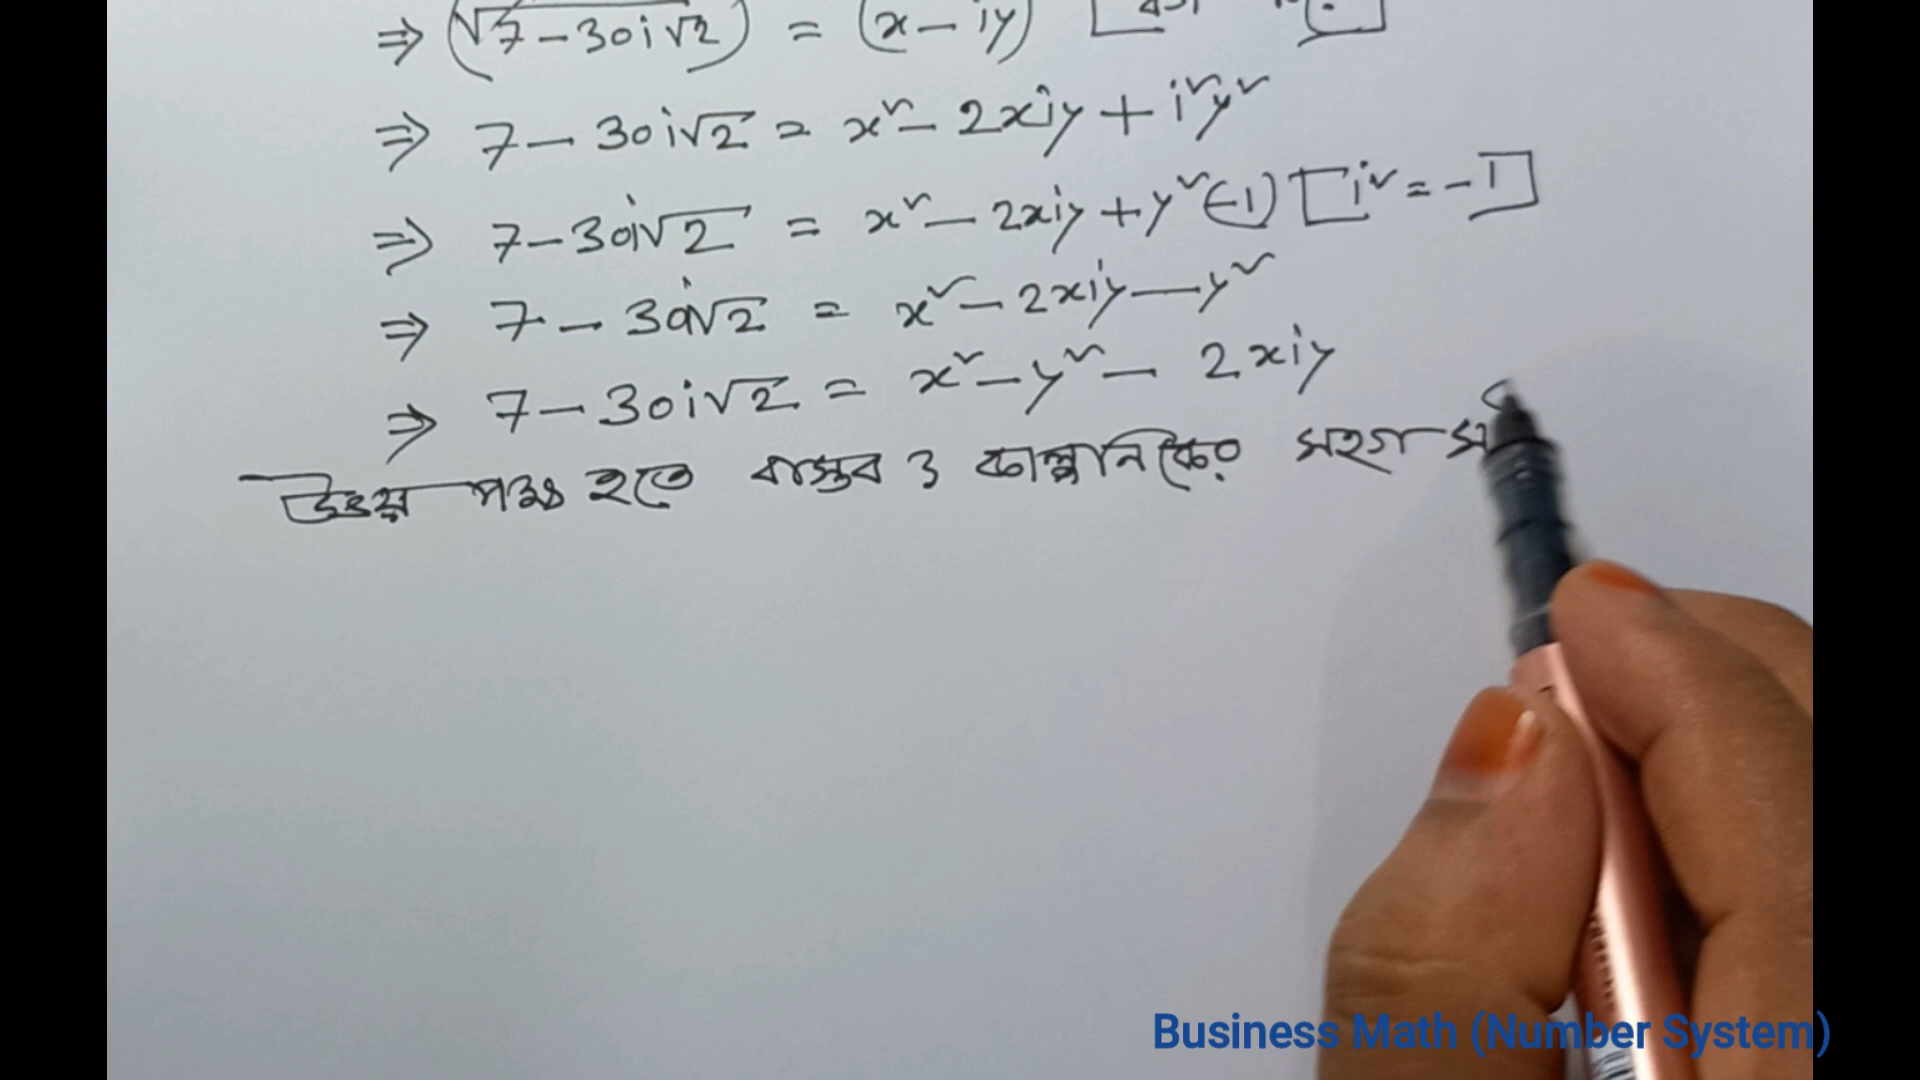 ⇒ (√7-30i√2) = (x-iy)
⇒ 7-30i√2 = x²-2xiy+i²y²
⇒ 7-30i√2 = x²-2xiy+y²(-1) [i²=-1]
⇒ 7-30i√2 = x²-2xiy-y²
⇒ 7-30i√2 = x²-y²-2xiy
উভয় পক্ষ হতে বাস্তব ও কাল্পনিকের সহগ
Business Math (Number System)